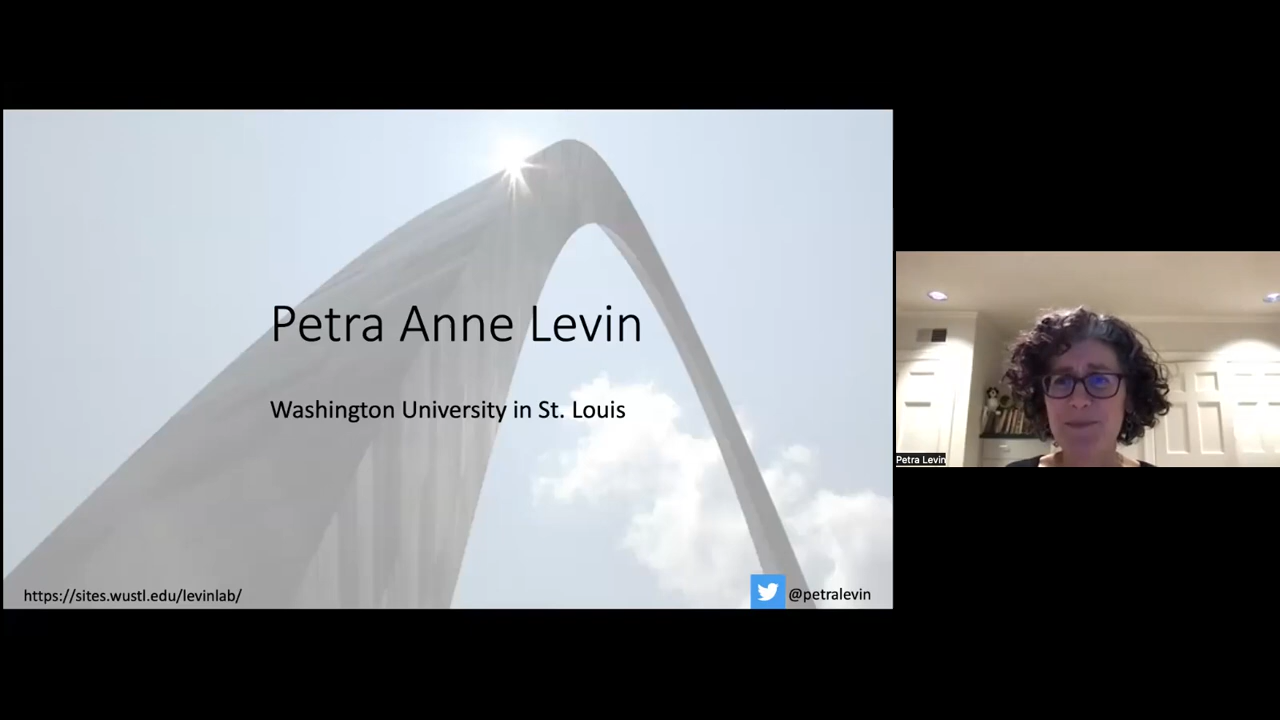 Petra Anne Levin
Washington University in St. Louis
https://sites.wustl.edu/levinlab/
@petralevin
Petra Levin